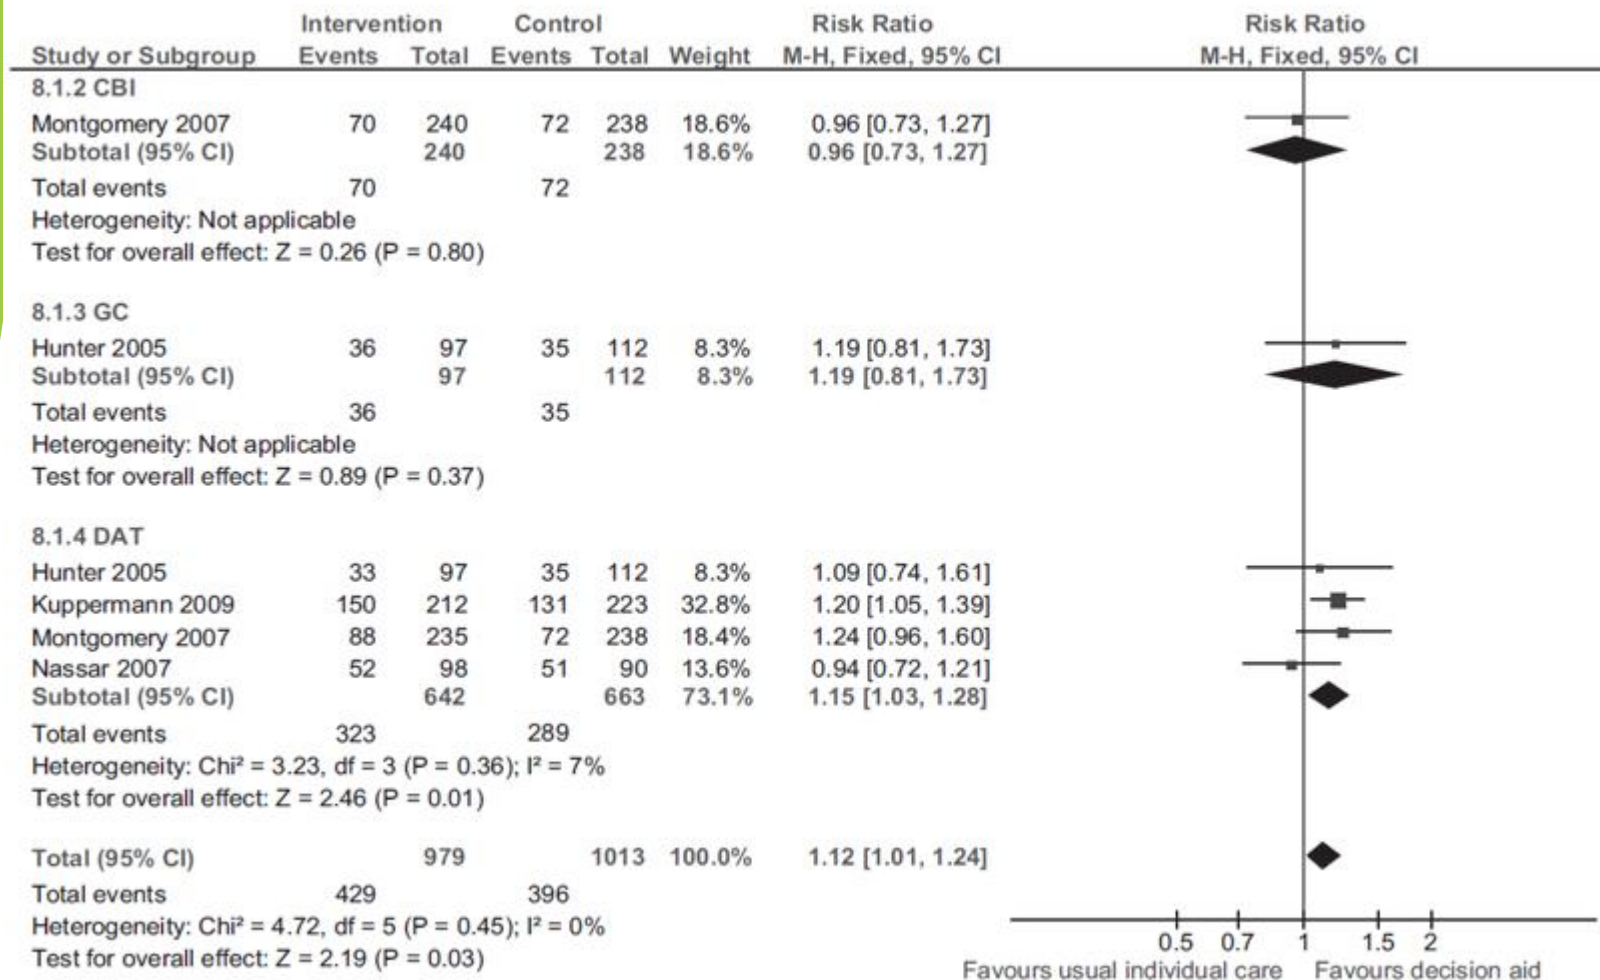 Intervention Control Risk Ratio Risk Ratio
Study or Subgroup Events Total Events Total Weight M-H, Fixed, 95% CI M-H, Fixed, 95% CI
8.1.2 CBI
Montgomery 2007 70 240 72 238 18.6% 0.96 [0.73, 1.27]
Subtotal (95% CI) 240 238 18.6% 0.96 [0.73, 1.27]
Total events 70 72
Heterogeneity: Not applicable
Test for overall effect: Z = 0.26 (P = 0.80)
8.1.3 GC
Hunter 2005 36 97 35 112 8.3% 1.19 [0.81, 1.73]
Subtotal (95% CI) 97 112 8.3% 1.19 [0.81, 1.73]
Total events 36 35
Heterogeneity: Not applicable
Test for overall effect: Z = 0.89 (P = 0.37)
8.1.4 DAT
Hunter 2005 33 97 35 112 8.3% 1.09 [0.74, 1.61]
Kuppermann 2009 150 212 131 223 32.8% 1.20 [1.05, 1.39]
Montgomery 2007 88 235 72 238 18.4% 1.24 [0.96, 1.60]
Nassar 2007 52 98 51 90 13.6% 0.94 [0.72, 1.21]
Subtotal (95% CI) 642 663 73.1% 1.15 [1.03, 1.28]
Total events 323 289
Heterogeneity: Chi² = 3.23, df = 3 (P = 0.36); I² = 7%
Test for overall effect: Z = 2.46 (P = 0.01)
Total (95% CI) 979 1013 100.0% 1.12 [1.01, 1.24]
Total events 429 396
Heterogeneity: Chi² = 4.72, df = 5 (P = 0.45); I² = 0%
Test for overall effect: Z = 2.19 (P = 0.03)
0.5 0.7 1 1.5 2
Favours usual individual care Favours decision aid